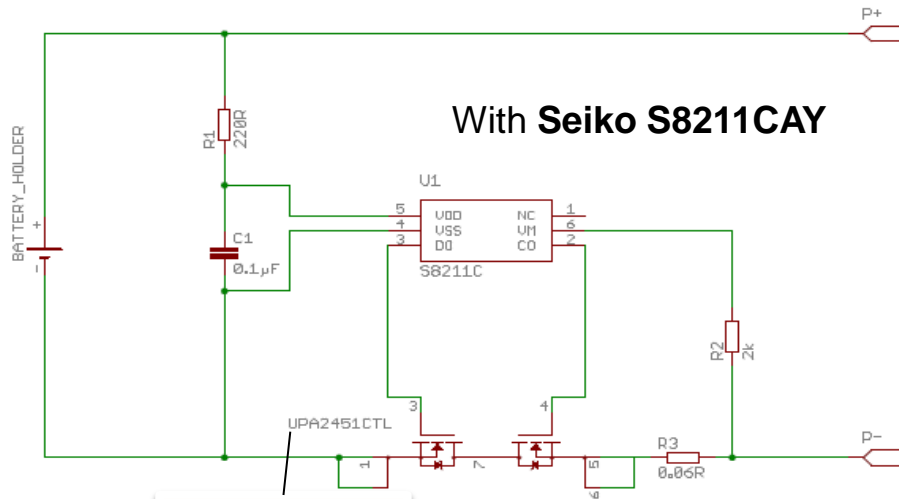 P+
With Seiko S8211CAY
R1
220R
BATTERY_HOLDER
+
-
U1
5 VDD NC 1
4 VSS VM 6
3 DO CO 2
S8211C
C1
0.1µF
R2
2k
3
4
UPA2451CTL
1
7
5
6
R3
0.06R
P-